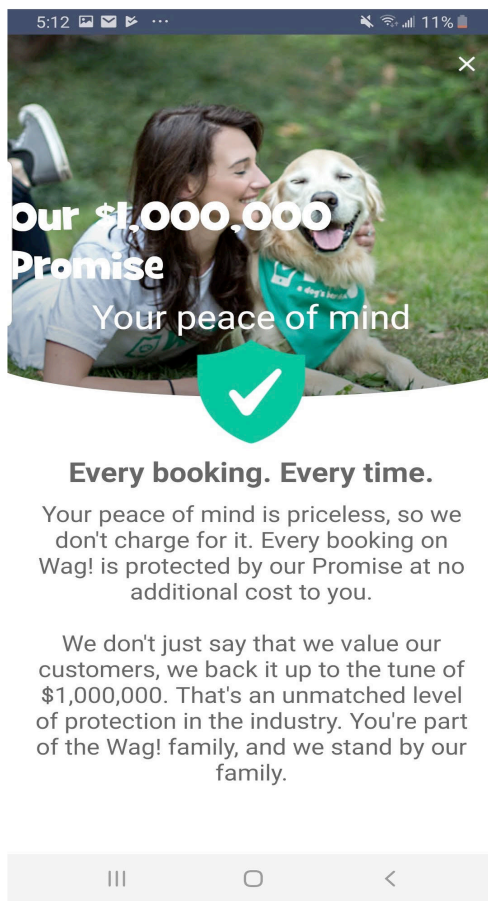 5:12
11%
Our $1,000,000
Promise
Your peace of mind
Every booking. Every time.
Your peace of mind is priceless, so we
don't charge for it. Every booking on
Wag! is protected by our Promise at no
additional cost to you.
We don't just say that we value our
customers, we back it up to the tune of
$1,000,000. That's an unmatched level
of protection in the industry. You're part
of the Wag! family, and we stand by our
family.